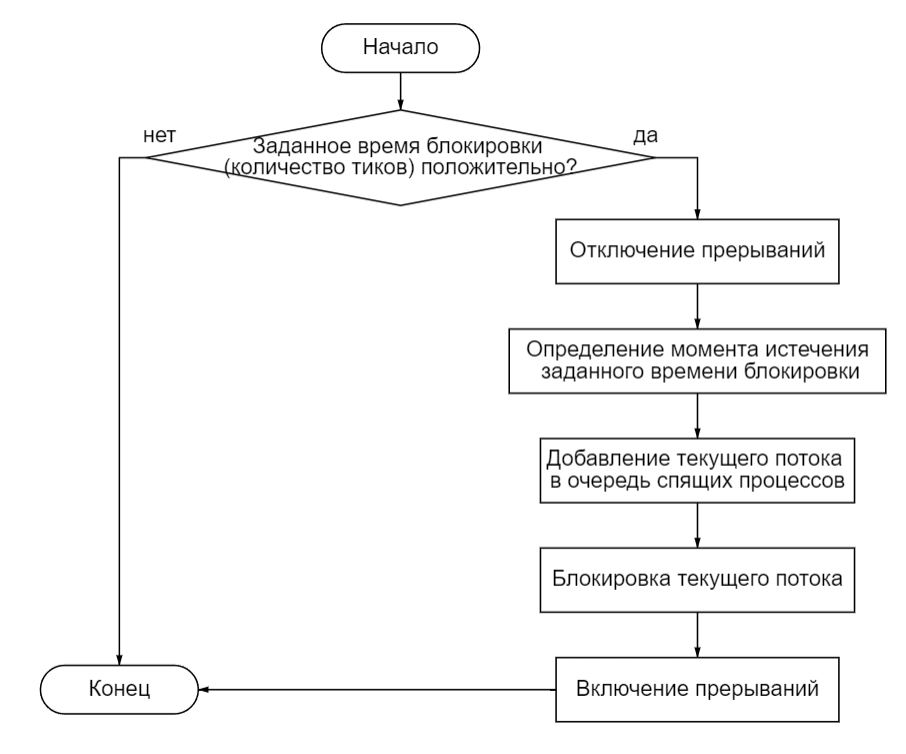 Начало
нет
да
Заданное время блокировки
(количество тиков) положительно?
Отключение прерываний
Определение момента истечения
заданного времени блокировки
Добавление текущего потока
в очередь спящих процессов
Блокировка текущего потока
Включение прерываний
Конец